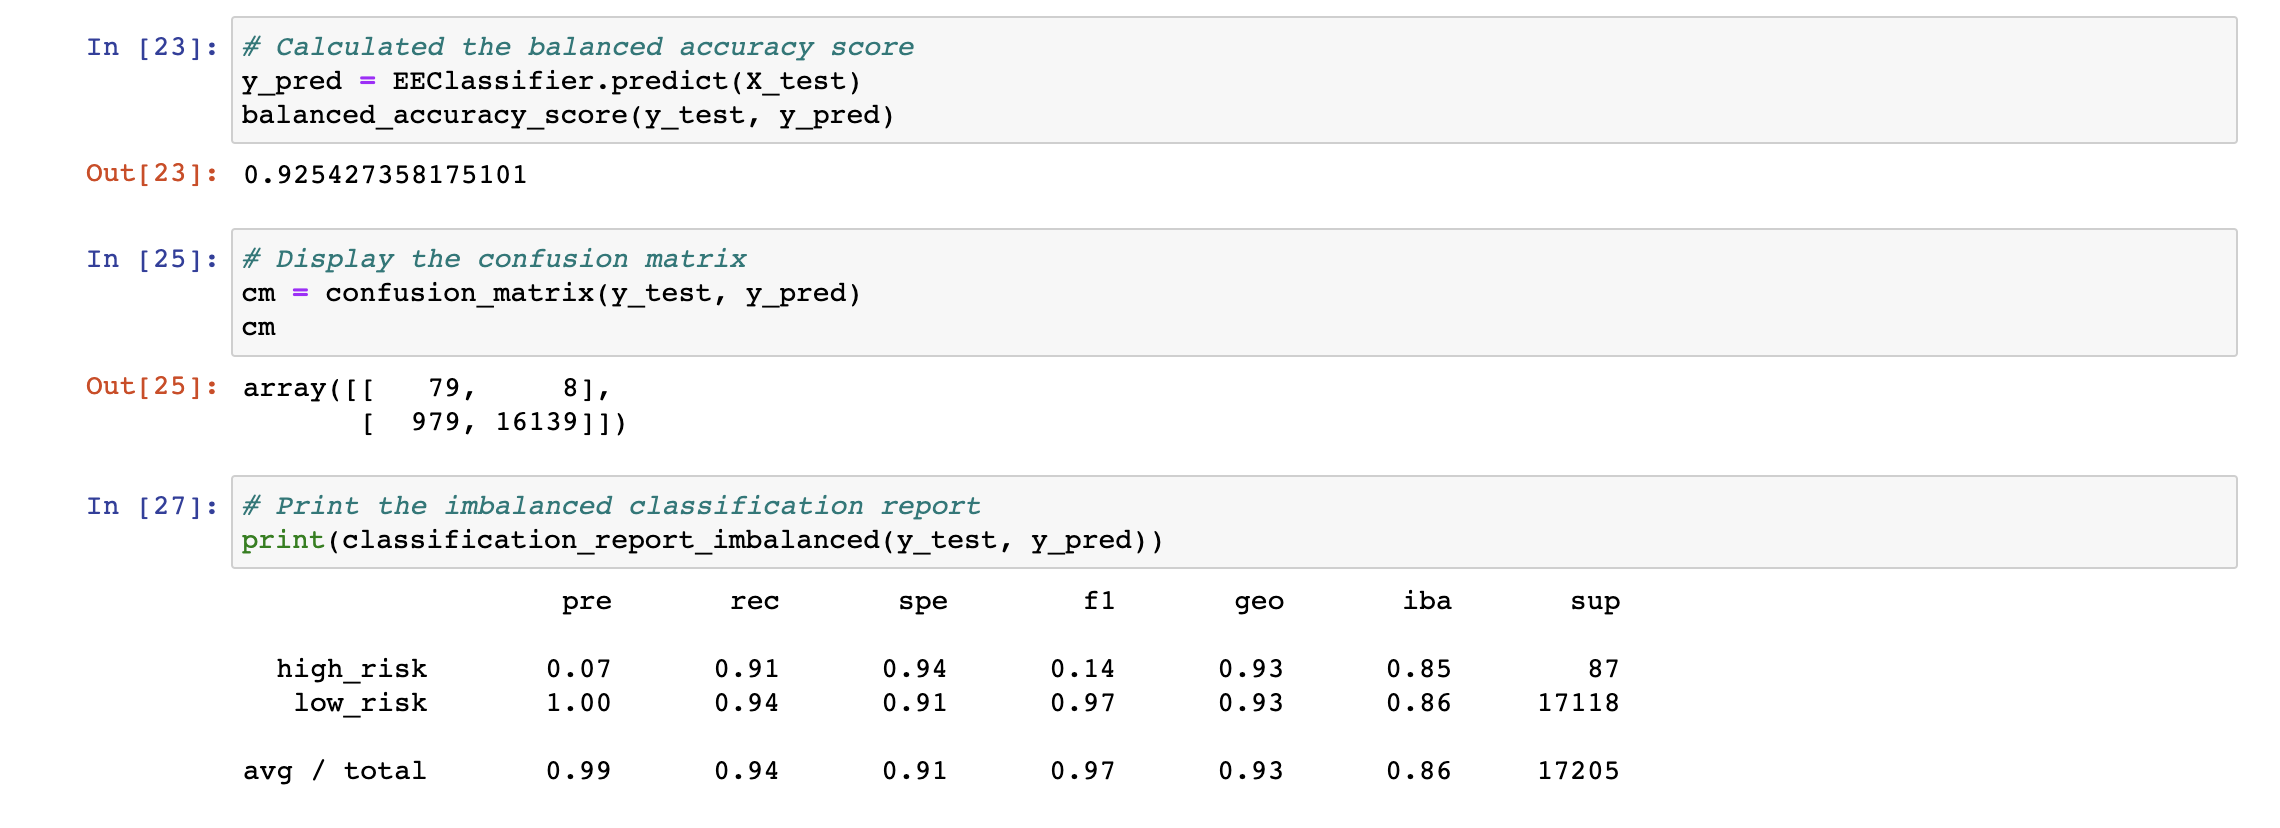 In [23]: # Calculated the balanced accuracy score
y_pred = EEClassifier.predict(X_test)
balanced_accuracy_score(y_test, y_pred)
Out[23]: 0.925427358175101
In [25]: # Display the confusion matrix
cm = confusion_matrix(y_test, y_pred)
cm
Out[25]: array([[   79,     8],
       [  979, 16139]])
In [27]: # Print the imbalanced classification report
print(classification_report_imbalanced(y_test, y_pred))
pre       rec       spe        f1       geo       iba       sup
high_risk       0.07      0.91      0.94      0.14      0.93      0.85        87
low_risk       1.00      0.94      0.91      0.97      0.93      0.86     17118
avg / total       0.99      0.94      0.91      0.97      0.93      0.86     17205